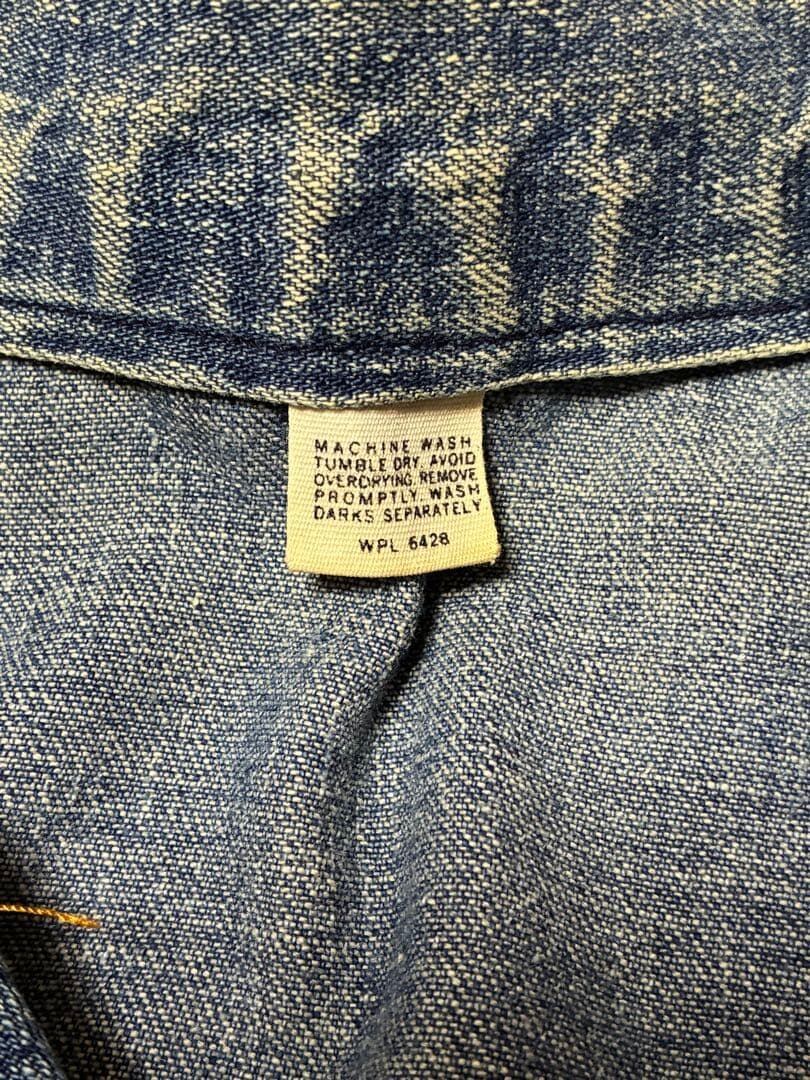 MACHINE WASH
TUMBLE DRY, AVOID
OVERDRYING, REMOVE
PROMPTLY, WASH
DARKS SEPARATELY
WPL 6428